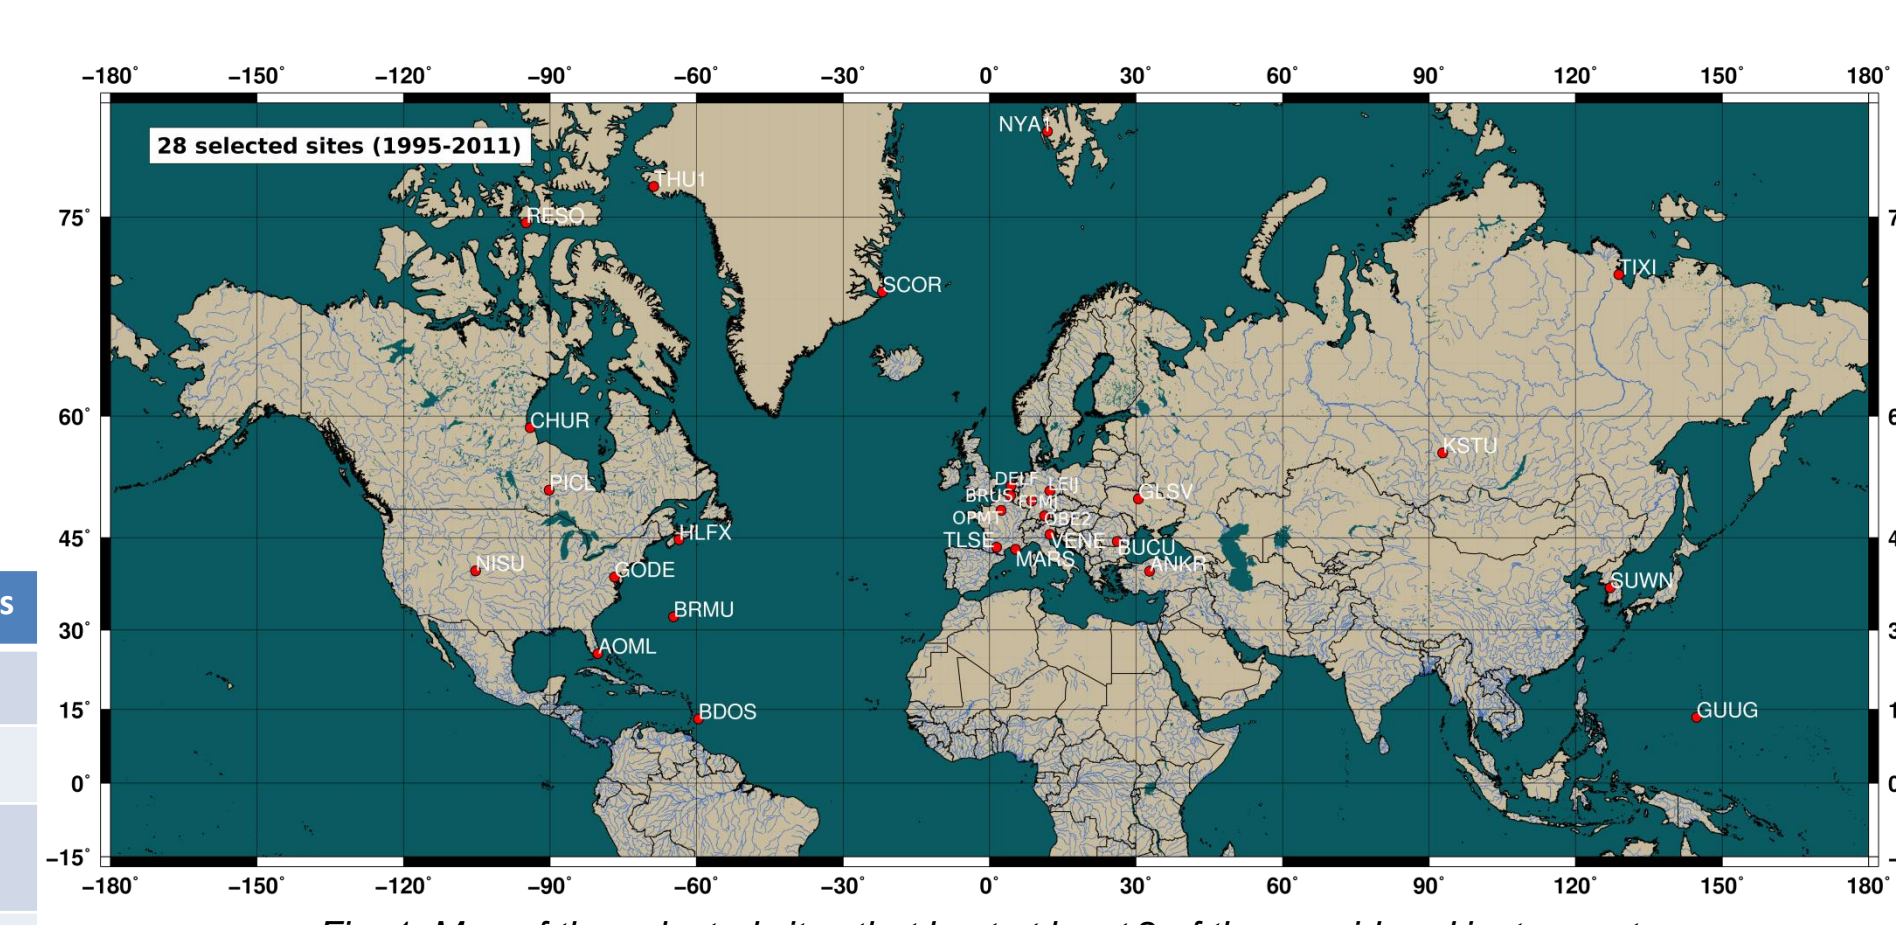 −180° −150° −120° −90° −60° −30° 0° 30° 60° 90° 120° 150° 180°
28 selected sites (1995-2011)
NYA1
THU1
75°
RESO
TIXI
SCOR
60°
CHUR
KSTU
PICL
DELF
LEIJ
BRUS
GLSV
OPMT
OBE2
HLFX
45°
TLSE
VENE
BUCU
MARS
NISU
GODE
ANKR
SUWN
s
BRMU
30°
AOML
15°
BDOS
GUUG
0°
−15°
−180° −150° −120° −90° −60° −30° 0° 30° 60° 90° 120° 150° 180°